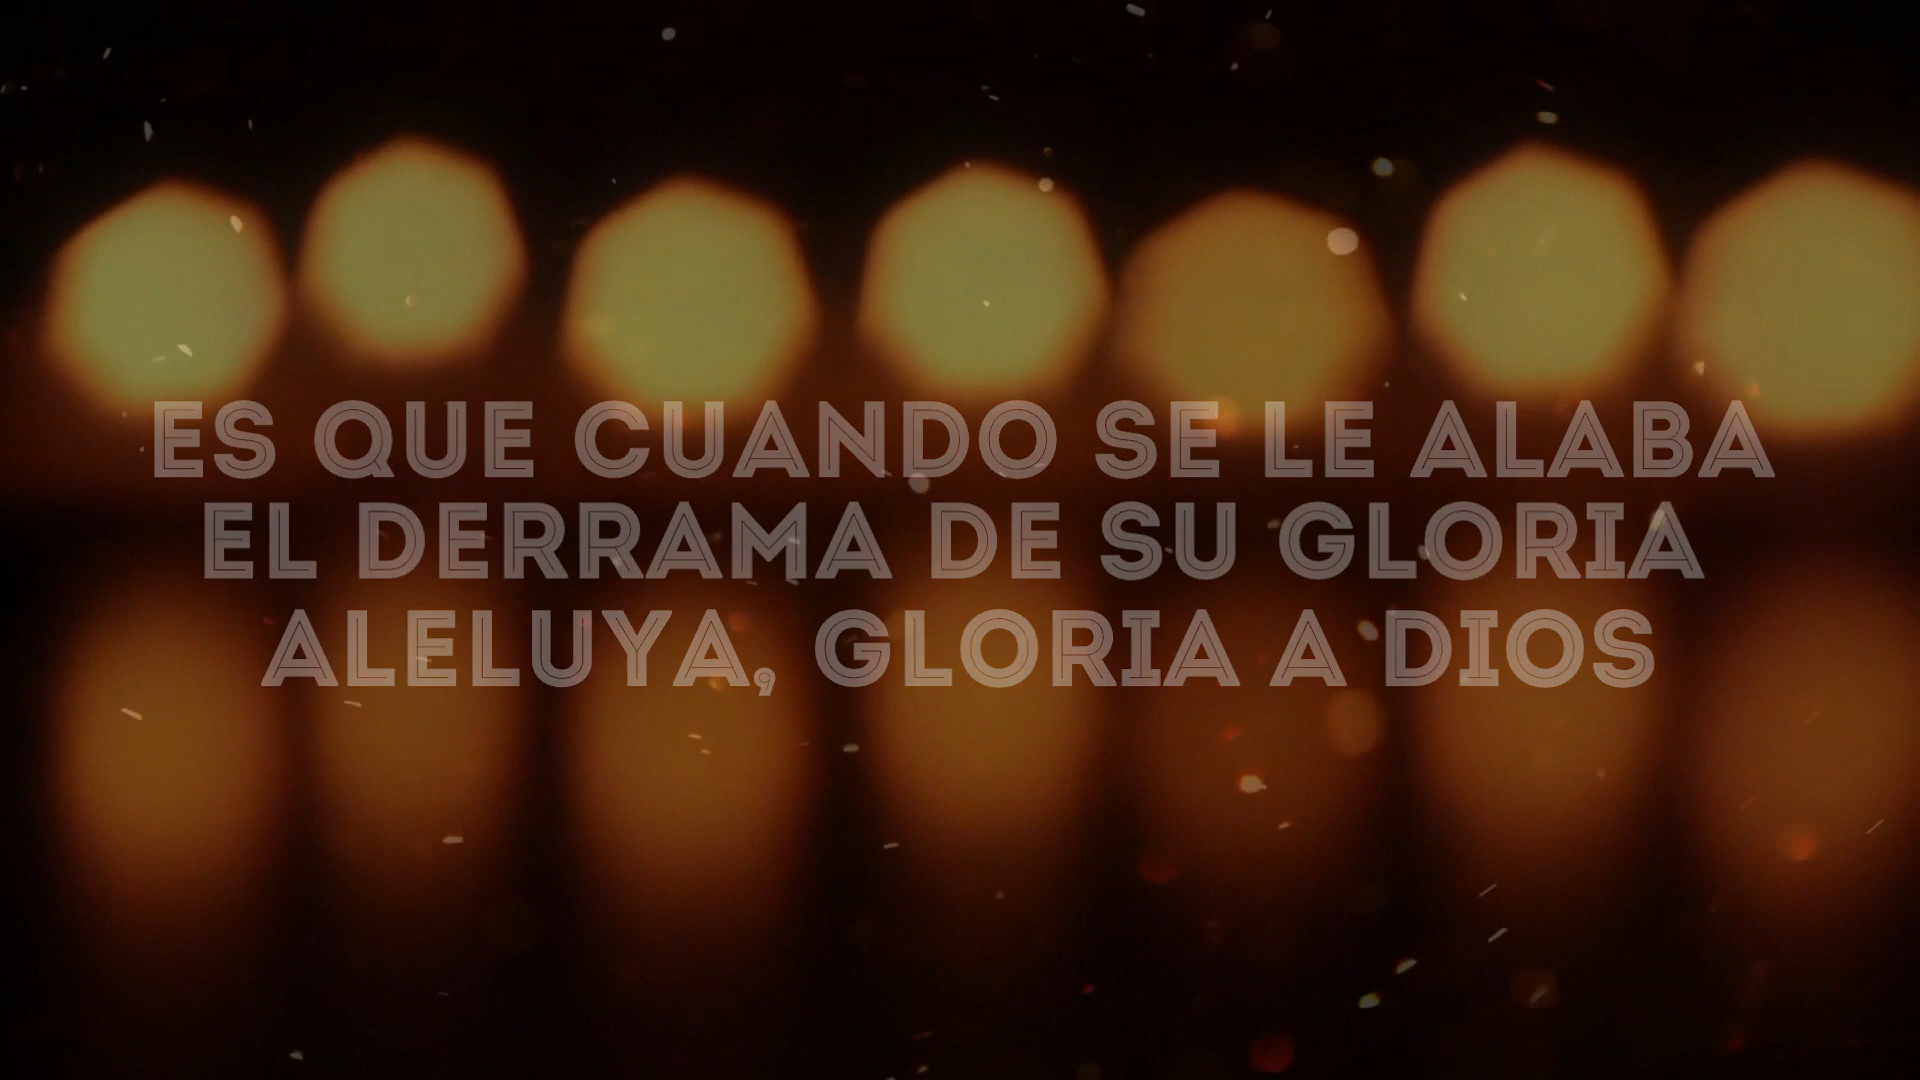 ES QUE CUANDO SE LE ALABA
EL DERRAMA DE SU GLORIA
ALELUYA, GLORIA A DIOS